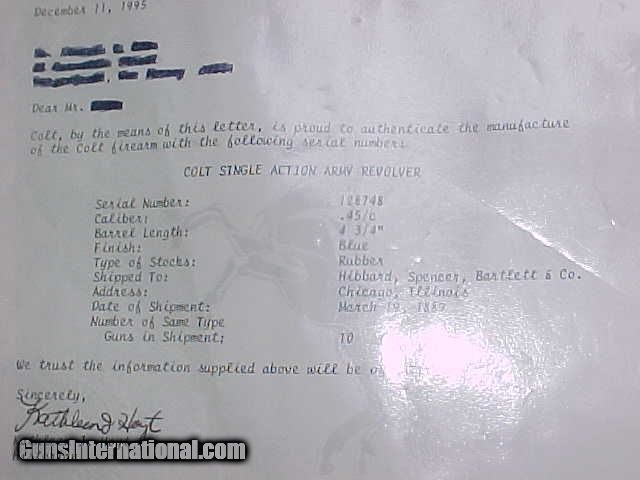 December 11, 1995
Dear Mr.
Colt, by the means of this letter, is proud to authenticate the manufacture
of the Colt firearm with the following serial number:
COLT SINGLE ACTION ARMY REVOLVER
Serial Number: 128748
Caliber: .45/c
Barrel Length: 4 3/4"
Finish: Blue
Type of Stocks: Rubber
Shipped To: Hibbard, Spencer, Bartlett & Co.
Address: Chicago, Illinois
Date of Shipment: March 19, 1889
Number of Same Type
Guns in Shipment: 10
We trust the information supplied above will be
Sincerely,
Kathleen J Hoyt
GunsInternational.com